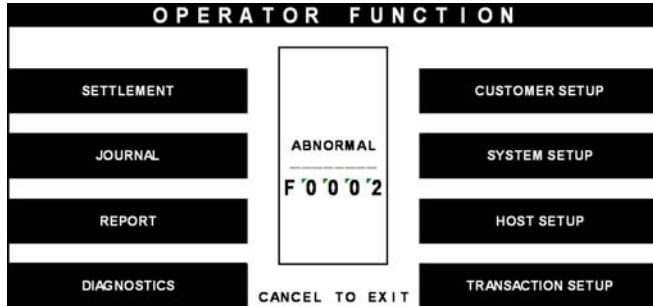 OPERATOR FUNCTION
SETTLEMENT
JOURNAL
REPORT
DIAGNOSTICS
ABNORMAL
F0002
CANCEL TO EXIT
CUSTOMER SETUP
SYSTEM SETUP
HOST SETUP
TRANSACTION SETUP